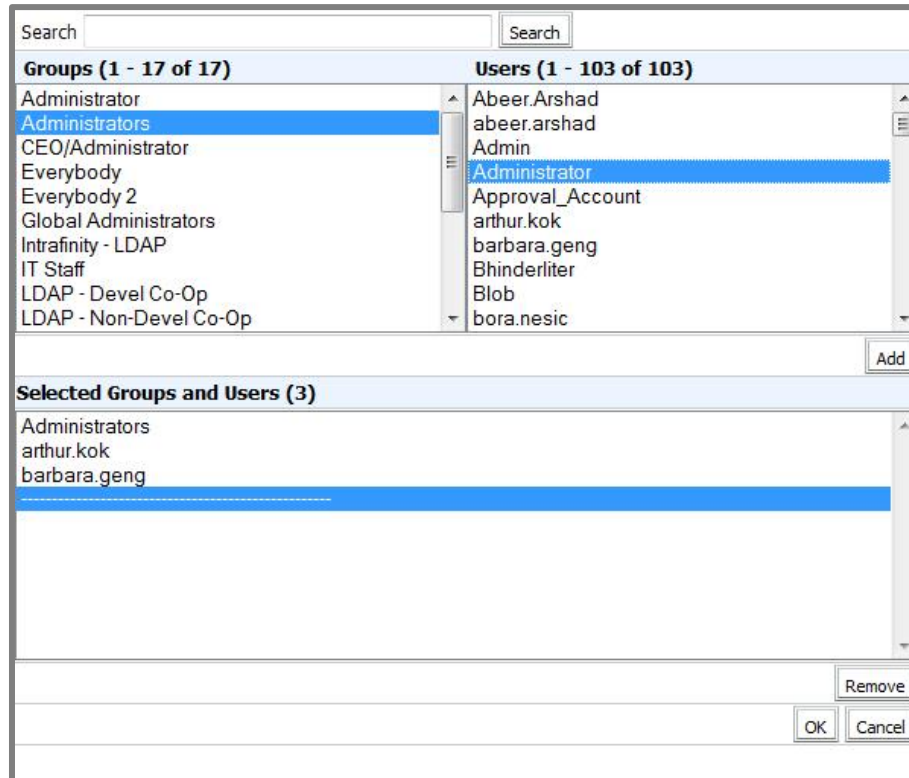 Search Search
Groups (1 - 17 of 17)
Administrator
Administrators
CEO/Administrator
Everybody
Everybody 2
Global Administrators
Intrafinity - LDAP
IT Staff
LDAP - Devel Co-Op
LDAP - Non-Devel Co-Op
Users (1 - 103 of 103)
Abeer.Arshad
abeer.arshad
Admin
Administrator
Approval_Account
arthur.kok
barbara.geng
Bhinderliter
Blob
bora.nesic
Add
Selected Groups and Users (3)
Administrators
arthur.kok
barbara.geng
--------------------------------------------------
Remove
OK Cancel